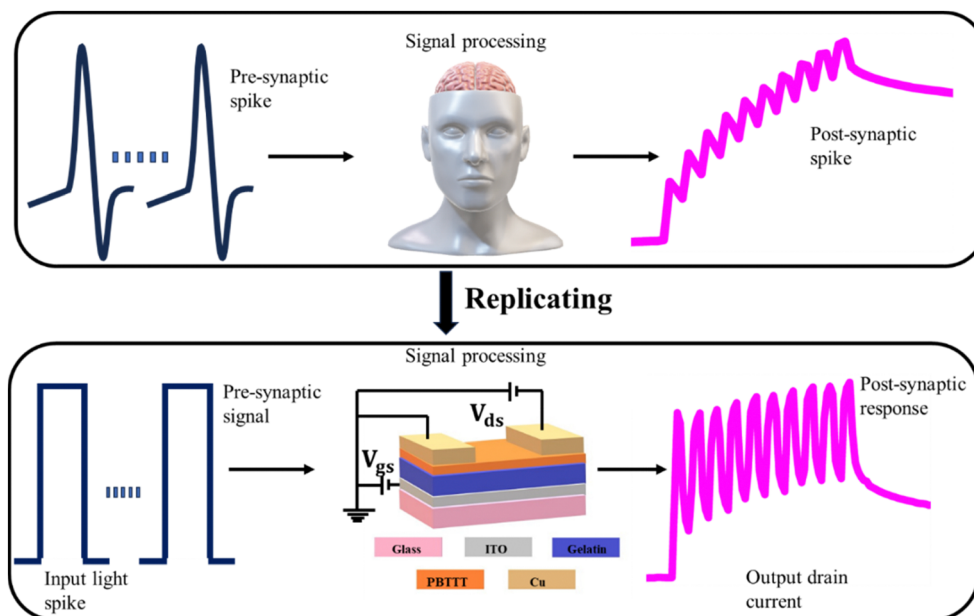 Signal processing
Pre-synaptic
spike
Post-synaptic
spike
Replicating
Signal processing
Pre-synaptic
signal
Vds
Vgs
Post-synaptic
response
Glass
ITO
Gelatin
PBTTT
Cu
Input light
spike
Output drain
current